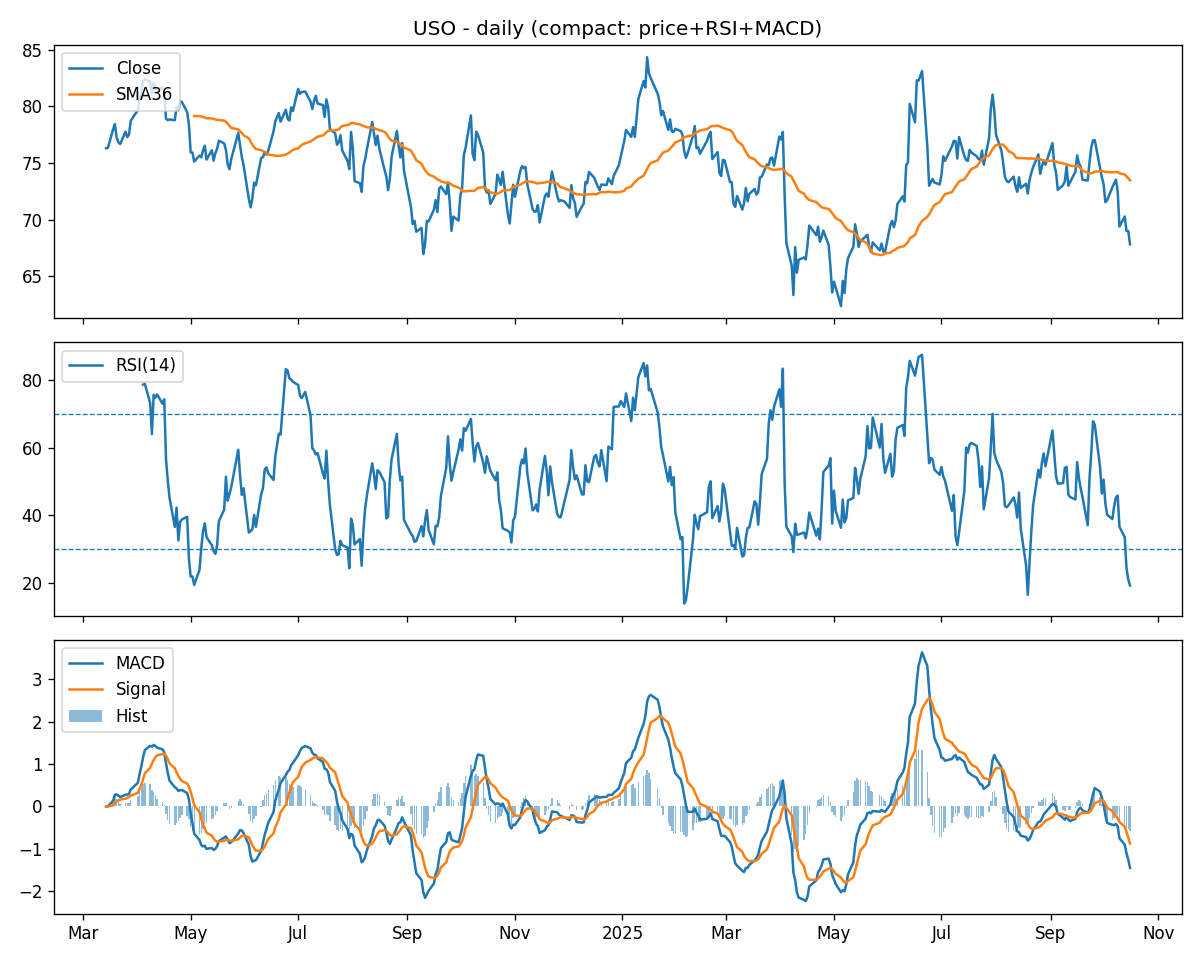 USO - daily (compact: price+RSI+MACD)
85
80
75
70
65
Close
SMA36
80
60
40
20
RSI(14)
3
2
1
0
−1
−2
MACD
Signal
Hist
Mar May Jul Sep Nov 2025 Mar May Jul Sep Nov